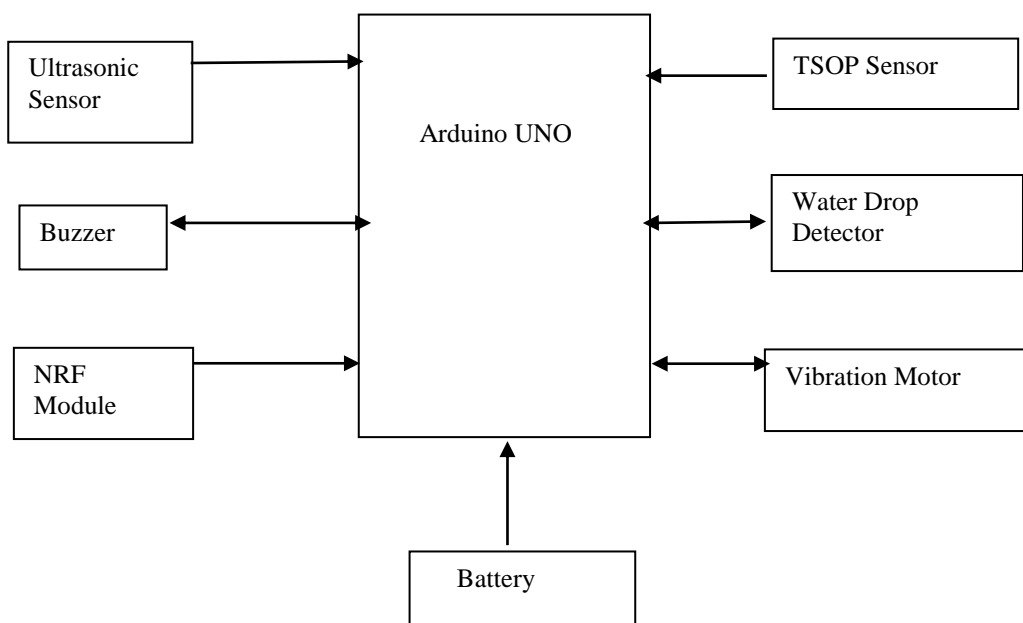 Ultrasonic
Sensor
Buzzer
NRF
Module
Arduino UNO
TSOP Sensor
Water Drop
Detector
Vibration Motor
Battery